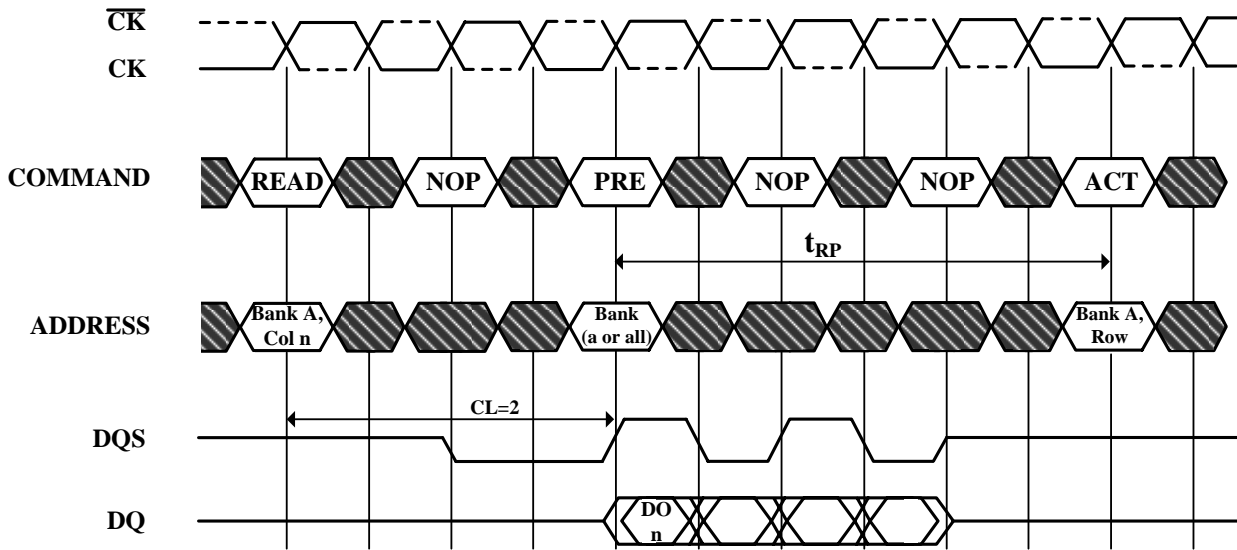 CK
CK
COMMAND
READ
NOP
PRE
NOP
NOP
ACT
tRP
ADDRESS
Bank A,
Col n
Bank
(a or all)
Bank A,
Row
CL=2
DQS
DQ
DO
n